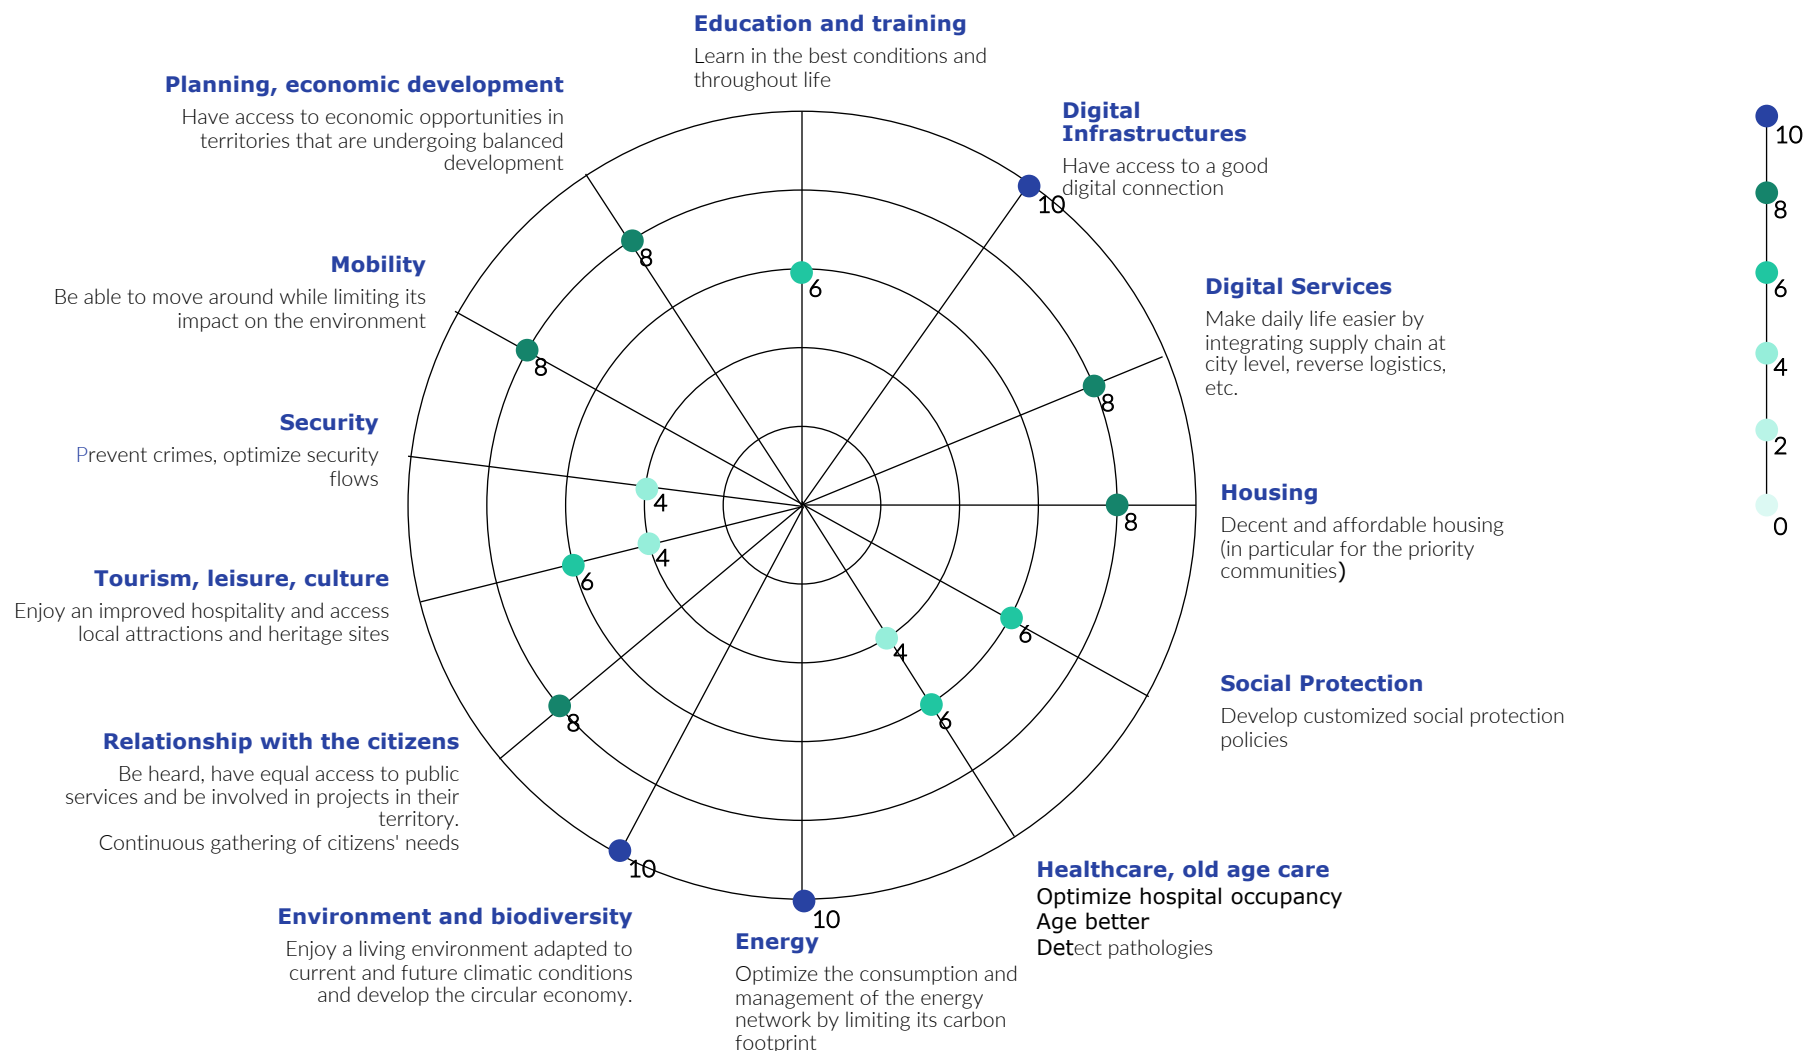 Education and training
Learn in the best conditions and
throughout life
Planning, economic development
Have access to economic opportunities in
territories that are undergoing balanced
development
Digital
Infrastructures
Have access to a good
digital connection
10
8
6
Mobility
Be able to move around while limiting its
impact on the environment
8
Digital Services
Make daily life easier by
integrating supply chain at
city level, reverse logistics,
etc.
8
Security
Prevent crimes, optimize security
flows
4
Housing
Decent and affordable housing
(in particular for the priority
communities)
8
Tourism, leisure, culture
Enjoy an improved hospitality and access
local attractions and heritage sites
4
6
Social Protection
Develop customized social protection
policies
6
4
6
Relationship with the citizens
Be heard, have equal access to public
services and be involved in projects in their
territory.
Continuous gathering of citizens' needs
8
Environment and biodiversity
Enjoy a living environment adapted to
current and future climatic conditions
and develop the circular economy.
10
Energy
Optimize the consumption and
management of the energy
network by limiting its carbon
footprint
10
Healthcare, old age care
Optimize hospital occupancy
Age better
Detect pathologies
10
8
6
4
2
0